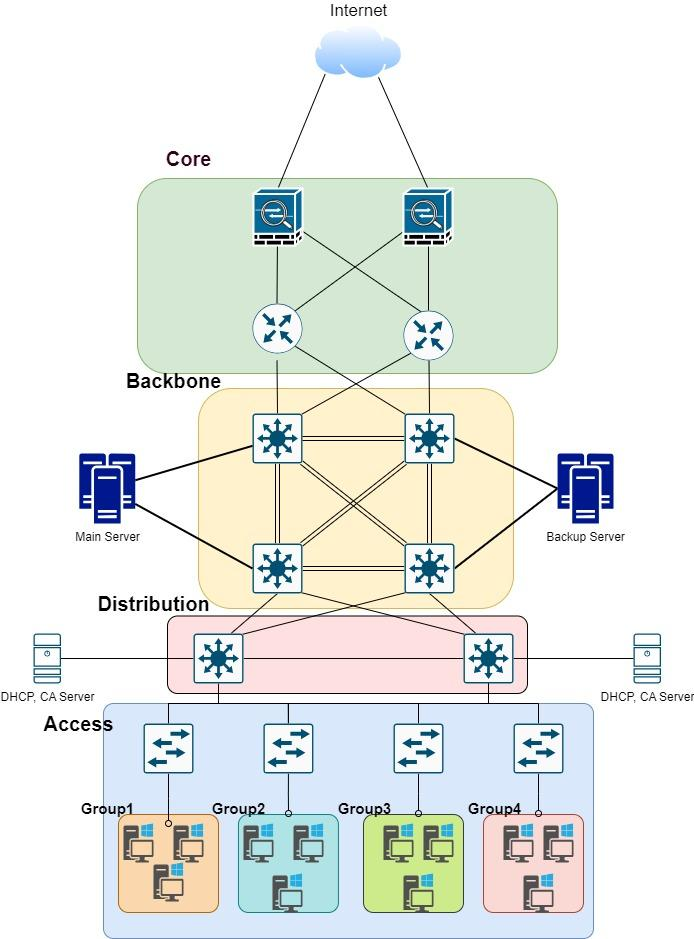 Internet
Core
Backbone
Main Server
Backup Server
Distribution
DHCP, CA Server
DHCP, CA Server
Access
Group1
Group2
Group3
Group4